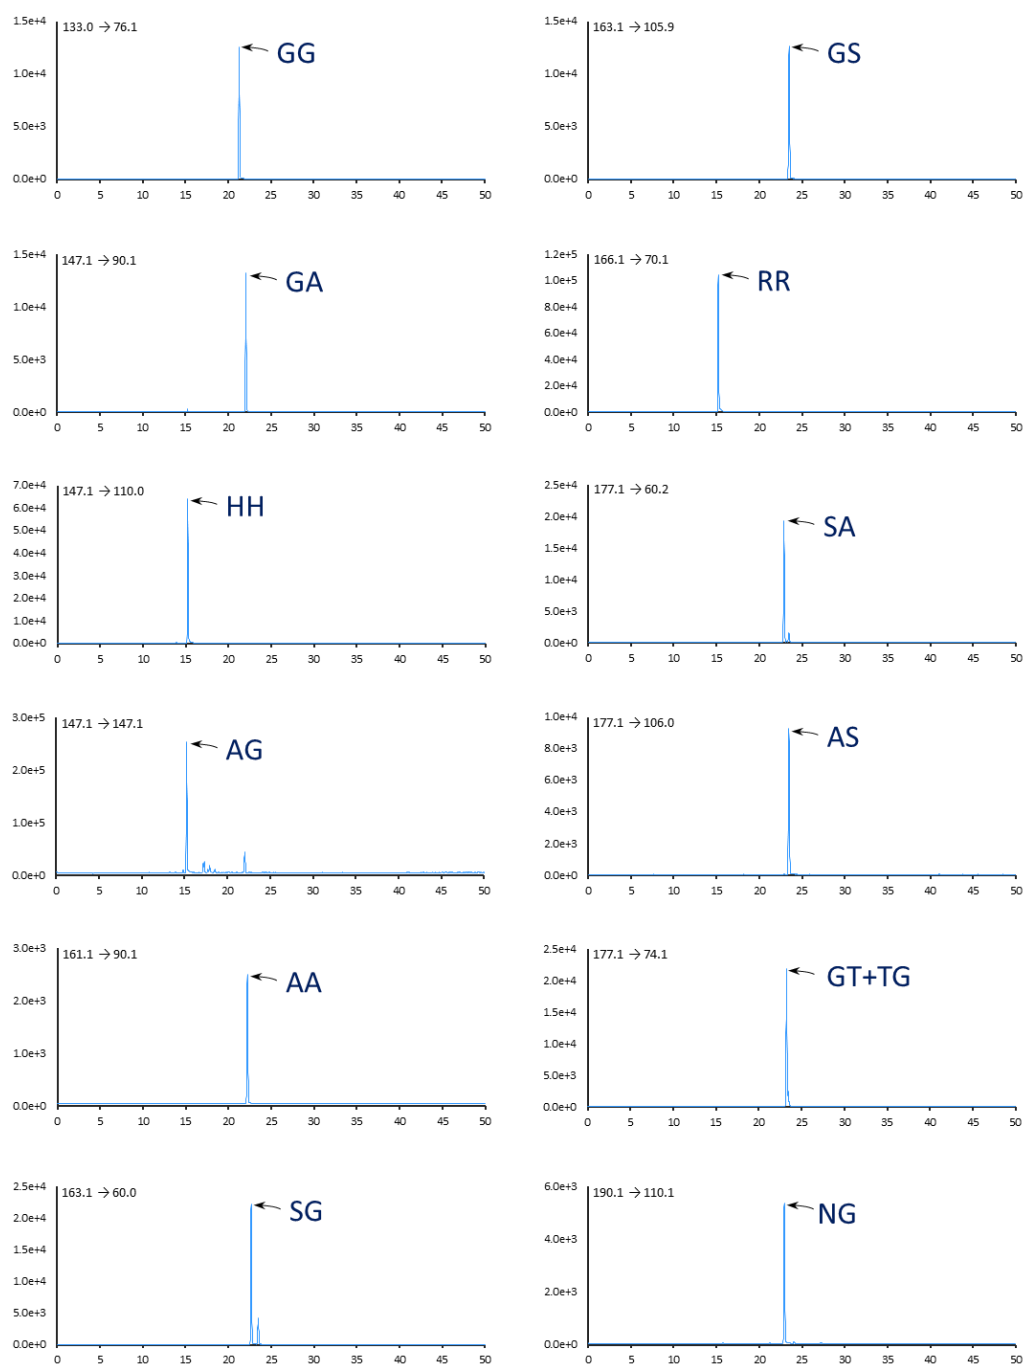 133.0 → 76.1
GG
1.5e+4
1.0e+4
5.0e+3
0.0e+0
0 5 10 15 20 25 30 35 40 45 50
163.1 → 105.9
GS
1.5e+4
1.0e+4
5.0e+3
0.0e+0
0 5 10 15 20 25 30 35 40 45 50
147.1 → 90.1
GA
1.5e+4
1.0e+4
5.0e+3
0.0e+0
0 5 10 15 20 25 30 35 40 45 50
166.1 → 70.1
RR
1.2e+5
1.0e+5
8.0e+4
6.0e+4
4.0e+4
2.0e+4
0.0e+0
0 5 10 15 20 25 30 35 40 45 50
147.1 → 110.0
HH
7.0e+4
6.0e+4
5.0e+4
4.0e+4
3.0e+4
2.0e+4
1.0e+4
0.0e+0
0 5 10 15 20 25 30 35 40 45 50
177.1 → 60.2
SA
2.5e+4
2.0e+4
1.5e+4
1.0e+4
5.0e+3
0.0e+0
0 5 10 15 20 25 30 35 40 45 50
147.1 → 147.1
AG
3.0e+5
2.0e+5
1.0e+5
0.0e+0
0 5 10 15 20 25 30 35 40 45 50
177.1 → 106.0
AS
1.0e+4
8.0e+3
6.0e+3
4.0e+3
2.0e+3
0.0e+0
0 5 10 15 20 25 30 35 40 45 50
161.1 → 90.1
AA
3.0e+3
2.0e+3
1.0e+3
0.0e+0
0 5 10 15 20 25 30 35 40 45 50
177.1 → 74.1
GT+TG
2.5e+4
2.0e+4
1.5e+4
1.0e+4
5.0e+3
0.0e+0
0 5 10 15 20 25 30 35 40 45 50
163.1 → 60.0
SG
2.5e+4
2.0e+4
1.5e+4
1.0e+4
5.0e+3
0.0e+0
0 5 10 15 20 25 30 35 40 45 50
190.1 → 110.1
NG
6.0e+3
4.0e+3
2.0e+3
0.0e+0
0 5 10 15 20 25 30 35 40 45 50